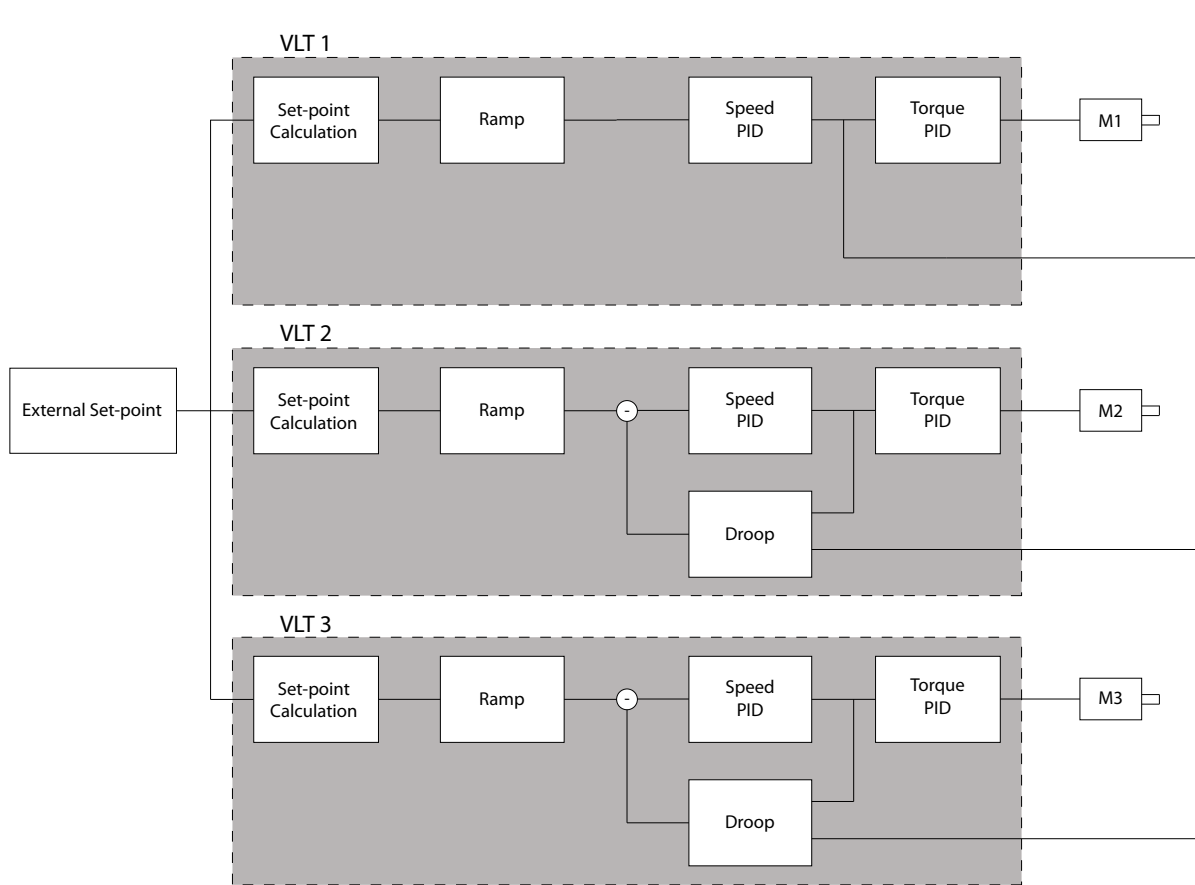 VLT 1
Set-point
Calculation
Ramp
Speed
PID
Torque
PID
M1
VLT 2
External Set-point
Set-point
Calculation
Ramp
-
Speed
PID
Torque
PID
M2
Droop
VLT 3
Set-point
Calculation
Ramp
-
Speed
PID
Torque
PID
M3
Droop